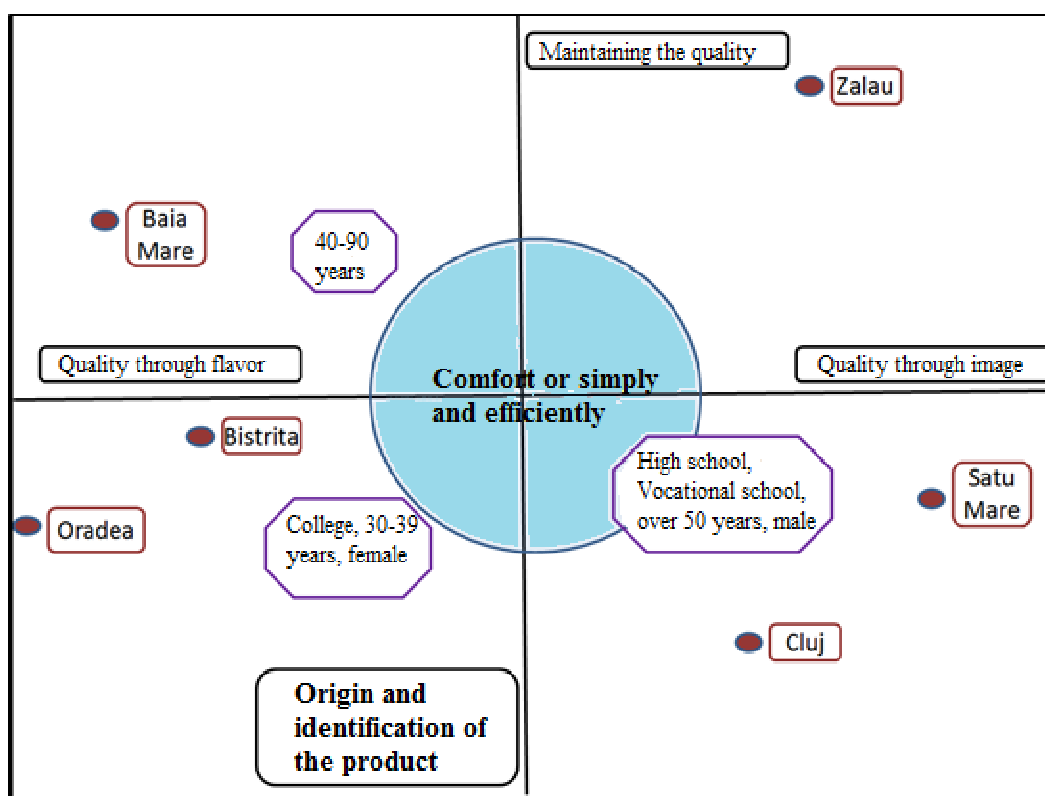 Maintaining the quality
Zalau
Baia
Mare
40-90
years
Quality through flavor
Quality through image
Comfort or simply
and efficiently
Bistrita
High school,
Vocational school,
over 50 years, male
Satu
Mare
Oradea
College, 30-39
years, female
Cluj
Origin and
identification of
the product